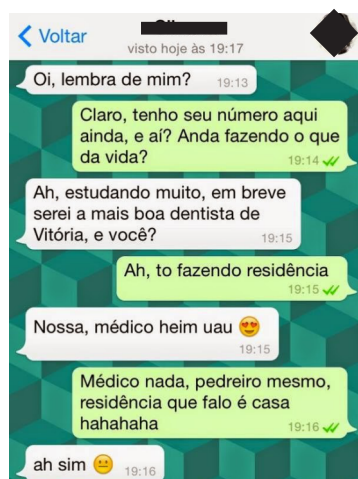 Voltar
visto hoje às 19:17
Oi, lembra de mim? 19:13
Claro, tenho seu número aqui
ainda, e aí? Anda fazendo o que
da vida? 19:14
Ah, estudando muito, em breve
serei a mais boa dentista de
Vitória, e você? 19:15
Ah, to fazendo residência
19:15
Nossa, médico heim uau 😍
19:15
Médico nada, pedreiro mesmo,
residência que falo é casa
hahahaha 19:16
ah sim 😐 19:16